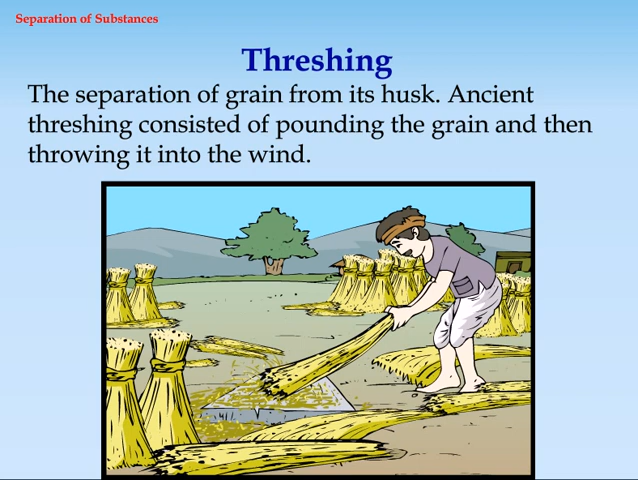 Separation of Substances
Threshing
The separation of grain from its husk. Ancient
threshing consisted of pounding the grain and then
throwing it into the wind.